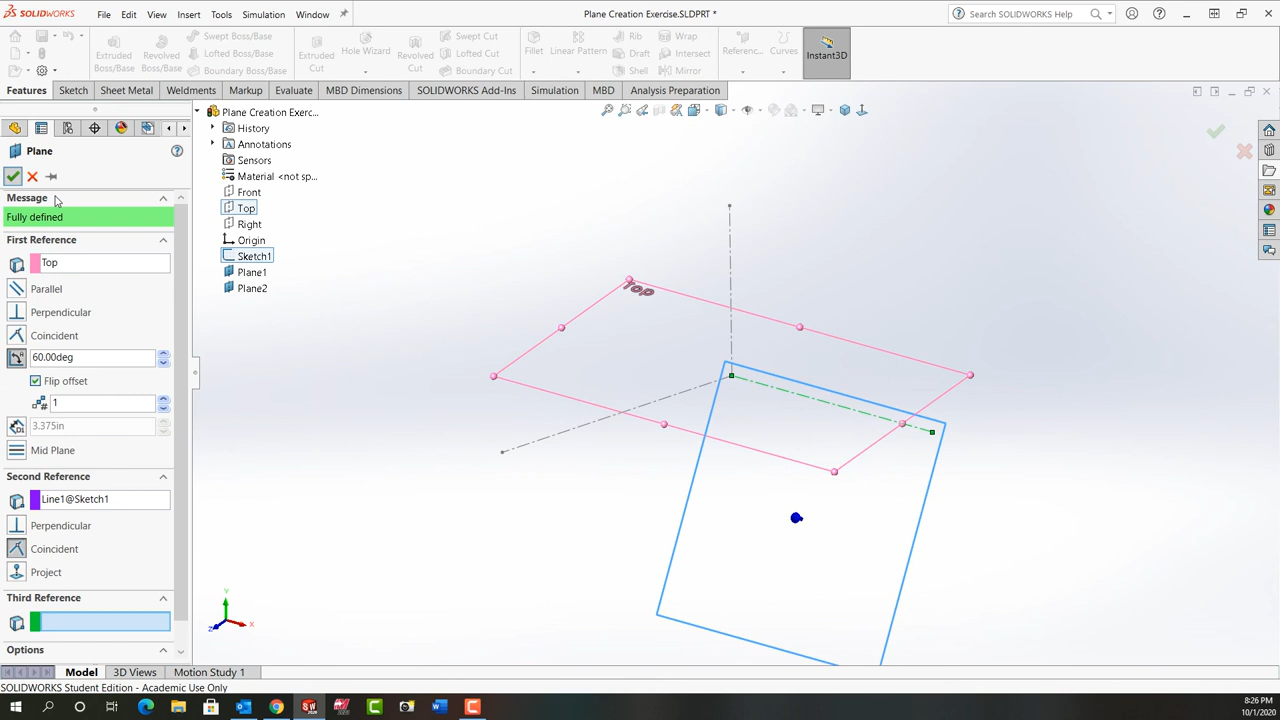 SOLIDWORKS
File Edit View Insert Tools Simulation Window
Plane Creation Exercise.SLDPRT *
Search SOLIDWORKS Help
Extruded Boss/Base
Revolved Boss/Base
Swept Boss/Base
Lofted Boss/Base
Boundary Boss/Base
Extruded Cut
Hole Wizard
Revolved Cut
Swept Cut
Lofted Cut
Boundary Cut
Fillet
Linear Pattern
Rib
Draft
Shell
Wrap
Intersect
Mirror
Referenc...
Curves
Instant3D
Features Sketch Sheet Metal Weldments Markup Evaluate MBD Dimensions SOLIDWORKS Add-Ins Simulation MBD Analysis Preparation
Plane
Message
Fully defined
First Reference
Top
Parallel
Perpendicular
Coincident
60.00deg
Flip offset
1
3.375in
Mid Plane
Second Reference
Line1@Sketch1
Perpendicular
Coincident
Project
Third Reference
Options
Plane Creation Exerc...
History
Annotations
Sensors
Material <not sp...
Front
Top
Right
Origin
Sketch1
Plane1
Plane2
Top
Y
X
Z
Model 3D Views Motion Study 1
SOLIDWORKS Student Edition - Academic Use Only
8:26 PM
10/1/2020